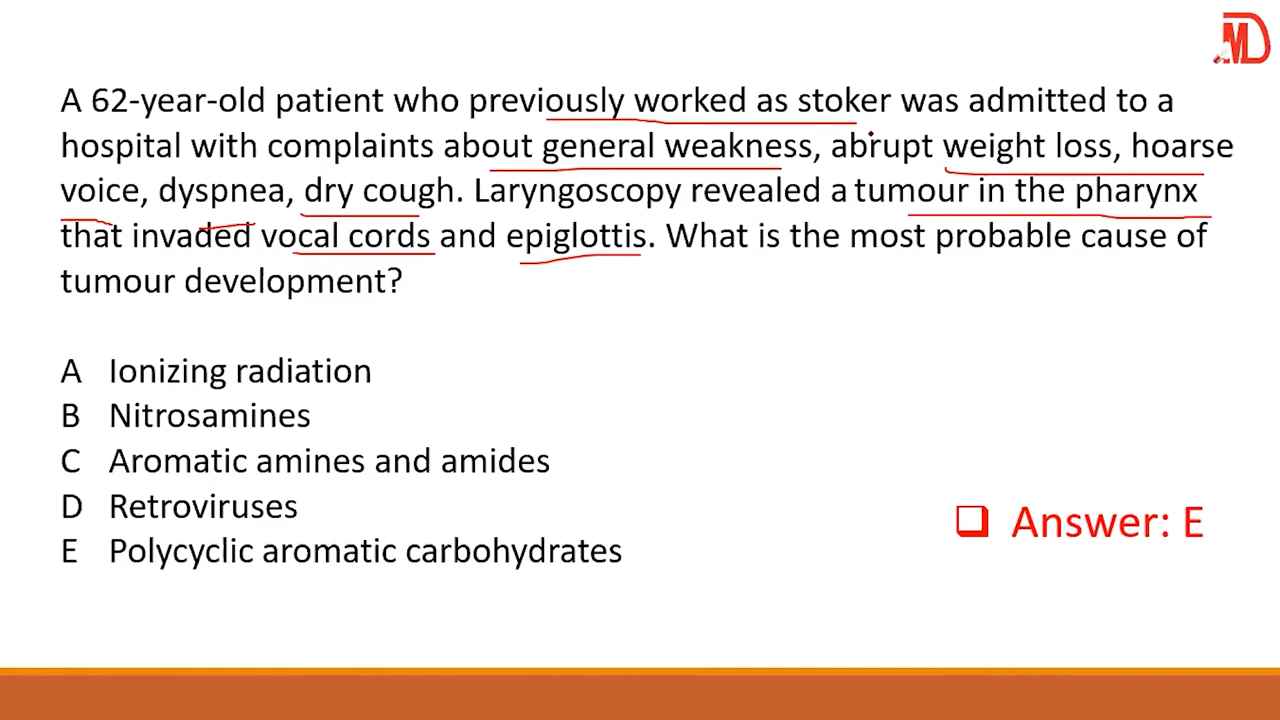 MD
A 62-year-old patient who previously worked as stoker was admitted to a
hospital with complaints about general weakness, abrupt weight loss, hoarse
voice, dyspnea, dry cough. Laryngoscopy revealed a tumour in the pharynx
that invaded vocal cords and epiglottis. What is the most probable cause of
tumour development?
A Ionizing radiation
B Nitrosamines
C Aromatic amines and amides
D Retroviruses
E Polycyclic aromatic carbohydrates
Answer: E